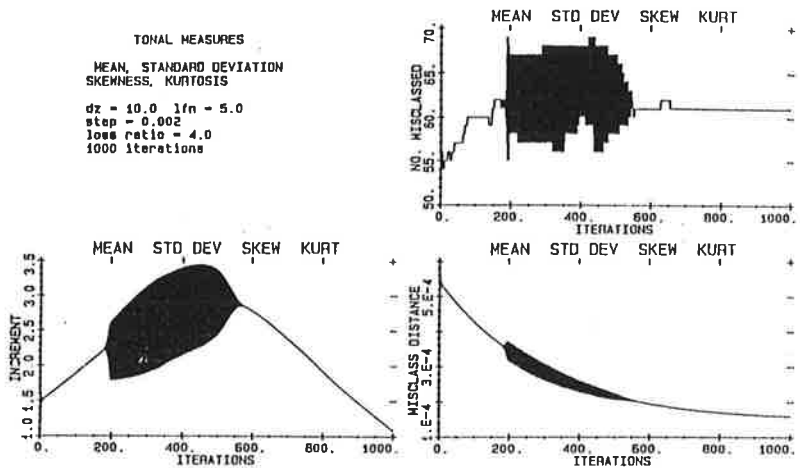 TONAL MEASURES
MEAN, STANDARD DEVIATION
SKEWNESS, KURTOSIS
dz = 10.0 lfn = 5.0
step = 0.002
loss ratio = 4.0
1000 iterations
MEAN STD DEV SKEW KURT
NO. MISCLASSED
70.
65.
60.
55.
50.
0. 200. 400. 600. 800. 1000.
ITERATIONS
MEAN STD DEV SKEW KURT
INCREMENT
3.5
3.0
2.5
2.0
1.5
1.0
0. 200. 400. 600. 800. 1000.
ITERATIONS
MEAN STD DEV SKEW KURT
MISCLASS DISTANCE
5.E-4
3.E-4
1.E-4
0. 200. 400. 600. 800. 1000.
ITERATIONS